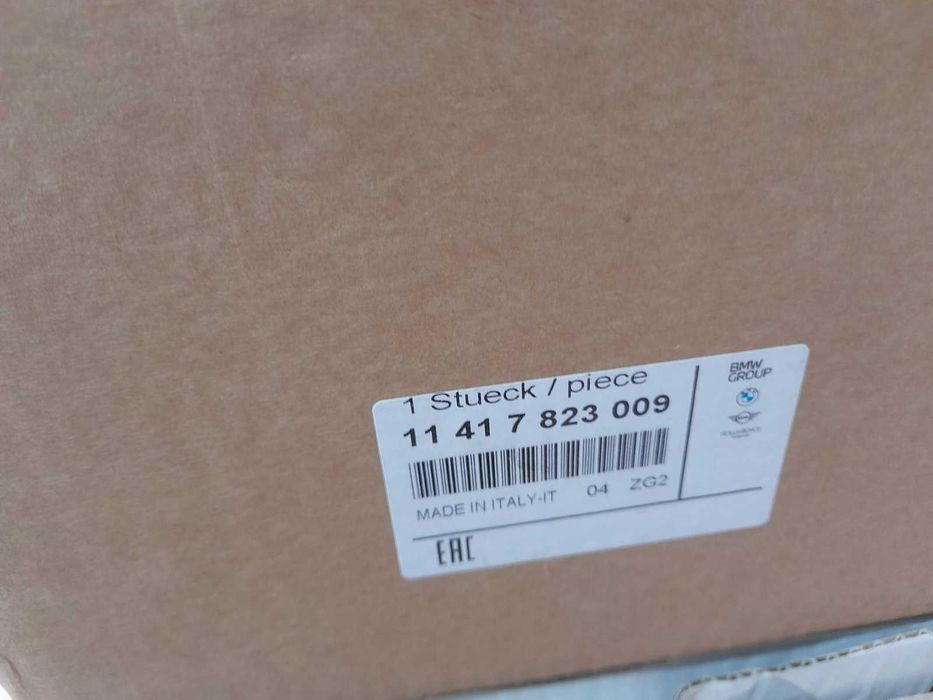 1 Stueck / piece
11 41 7 823 009
MADE IN ITALY-IT 04 ZG2
EAC
BMW
GROUP